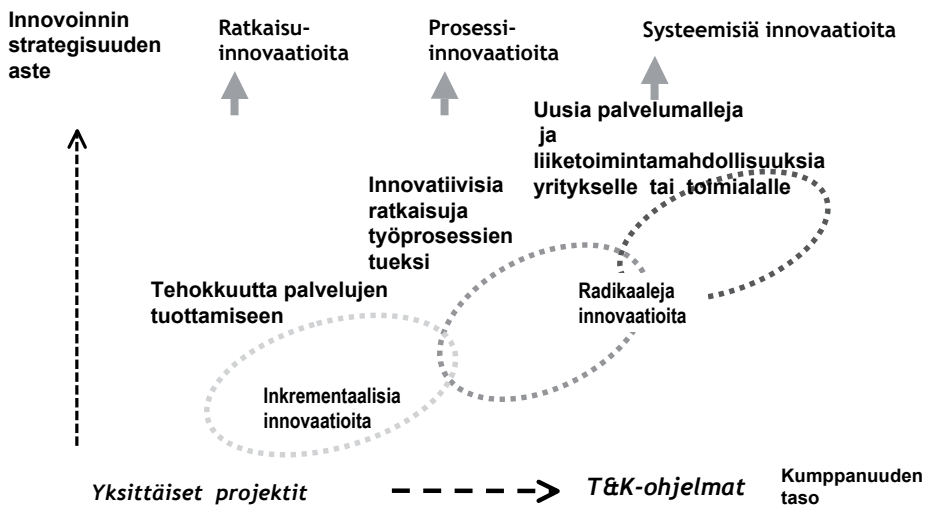 Innovoinnin
strategisuuden
aste
Ratkaisu-
innovaatioita
Prosessi-
innovaatioita
Systeemisiä innovaatioita
Uusia palvelumalleja
ja
liiketoimintamahdollisuuksia
yritykselle tai toimialalle
Innovatiivisia
ratkaisuja
työprosessien
tueksi
Tehokkuutta palvelujen
tuottamiseen
Radikaaleja
innovaatioita
Inkrementaalisia
innovaatioita
Yksittäiset projektit
T&K-ohjelmat
Kumppanuuden
taso